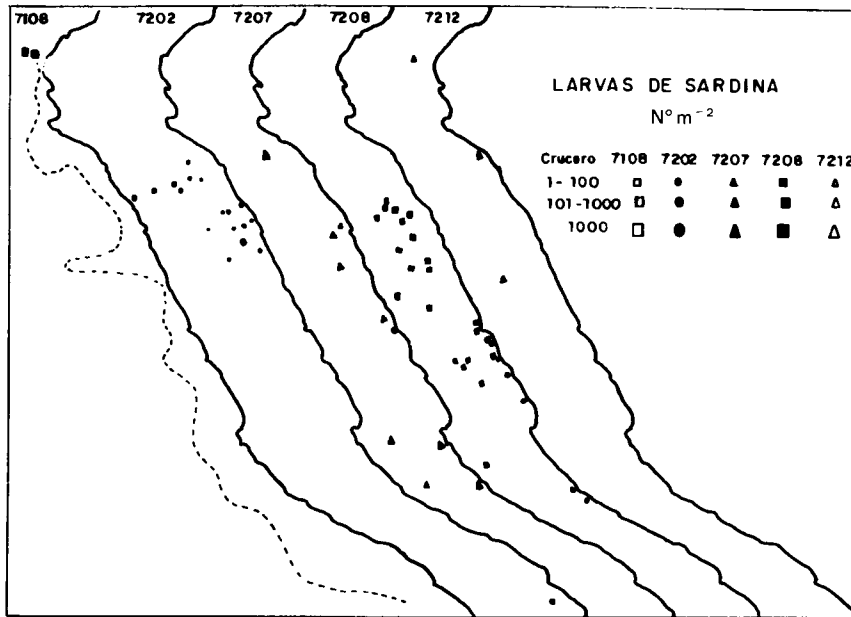 7108 7202 7207 7208 7212
LARVAS DE SARDINA
N° m⁻²
Crucero 7108 7202 7207 7208 7212
1-100
101-1000
1000